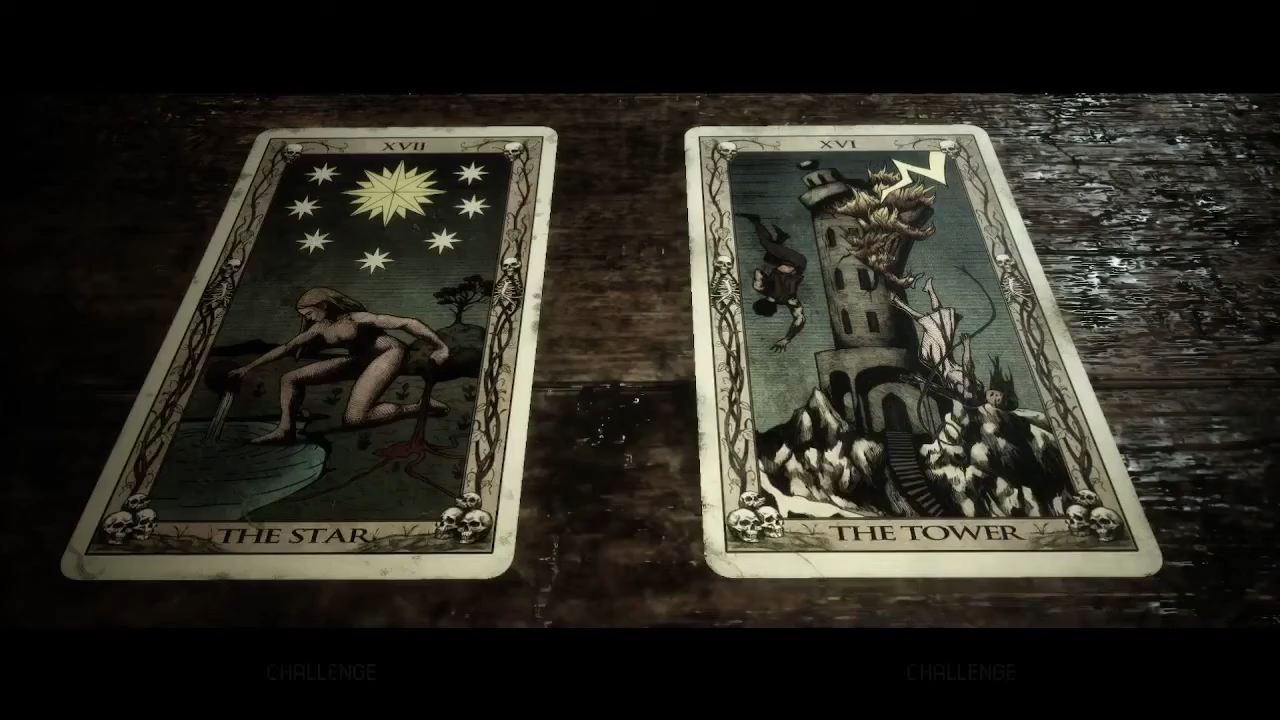 XVII
THE STAR
XVI
THE TOWER
CHALLENGE
CHALLENGE